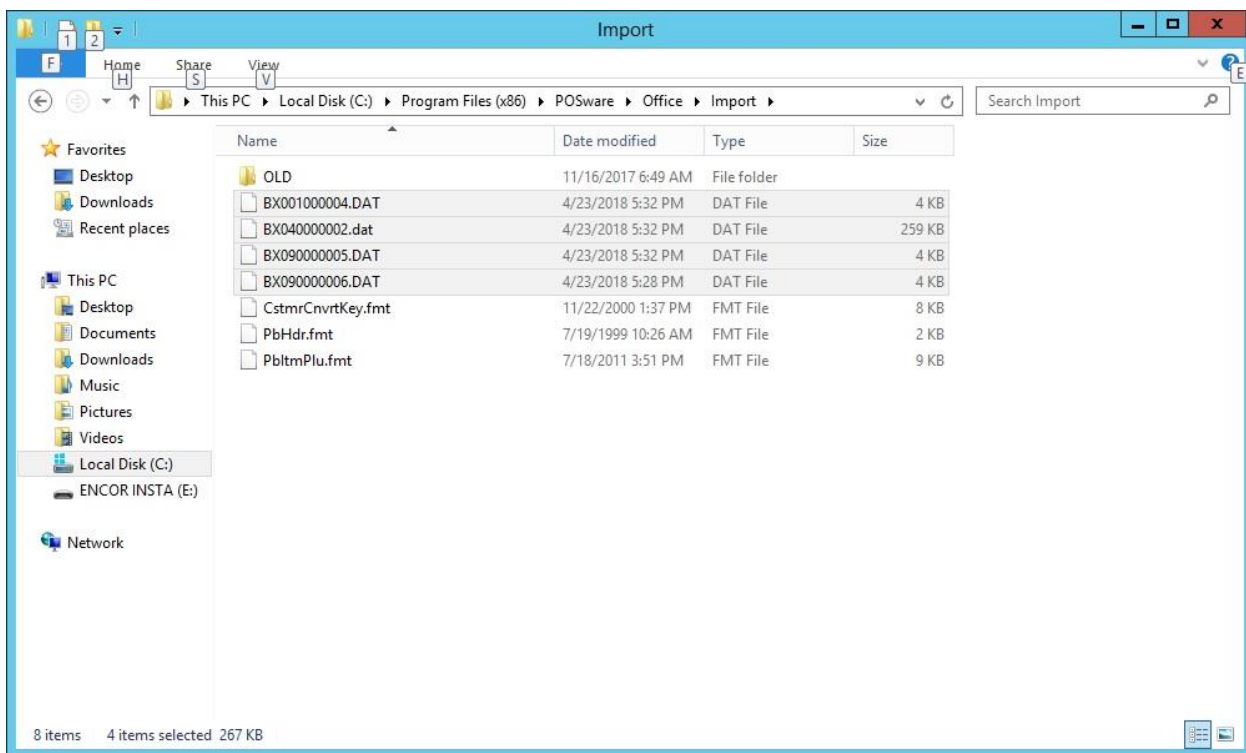 Import
1 2
F Home Share View
H S V E
This PC Local Disk (C:) Program Files (x86) POSware Office Import Search Import
Favorites
Desktop
Downloads
Recent places
This PC
Desktop
Documents
Downloads
Music
Pictures
Videos
Local Disk (C:)
ENCOR INSTA (E:)
Network
Name Date modified Type Size
OLD 11/16/2017 6:49 AM File folder
BX001000004.DAT 4/23/2018 5:32 PM DAT File 4 KB
BX040000002.dat 4/23/2018 5:32 PM DAT File 259 KB
BX090000005.DAT 4/23/2018 5:32 PM DAT File 4 KB
BX090000006.DAT 4/23/2018 5:28 PM DAT File 4 KB
CstmrCnvrtKey.fmt 11/22/2000 1:37 PM FMT File 8 KB
PbHdr.fmt 7/19/1999 10:26 AM FMT File 2 KB
PbItmPlu.fmt 7/18/2011 3:51 PM FMT File 9 KB
8 items 4 items selected 267 KB